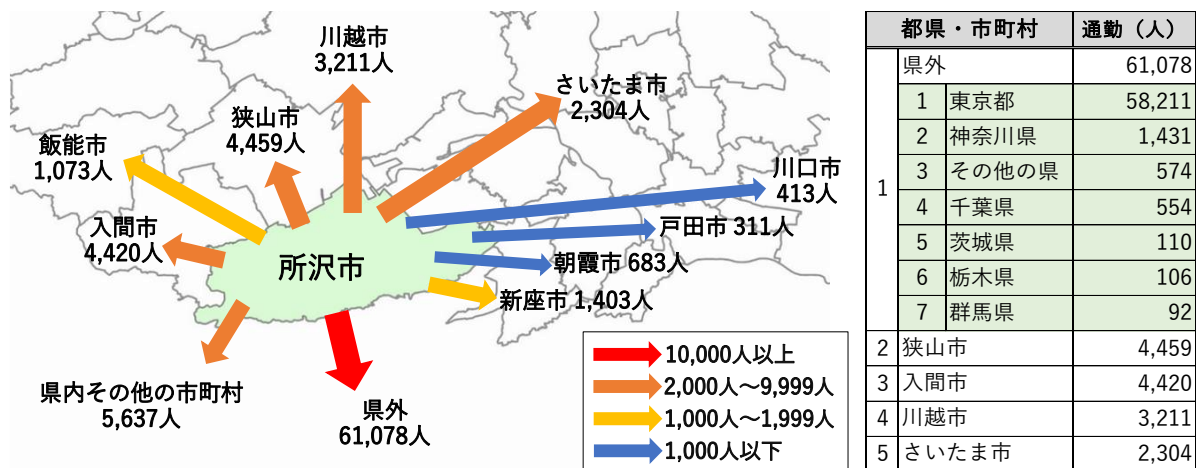 川越市
3,211人
さいたま市
2,304人
狭山市
4,459人
飯能市
1,073人
川口市
413人
入間市
4,420人
戸田市 311人
所沢市
朝霞市 683人
新座市 1,403人
県内その他の市町村
5,637人
県外
61,078人
10,000人以上
2,000人～9,999人
1,000人～1,999人
1,000人以下
都県・市町村 通勤（人）
1 県外 61,078
1 東京都 58,211
2 神奈川県 1,431
3 その他の県 574
4 千葉県 554
5 茨城県 110
6 栃木県 106
7 群馬県 92
2 狭山市 4,459
3 入間市 4,420
4 川越市 3,211
5 さいたま市 2,304